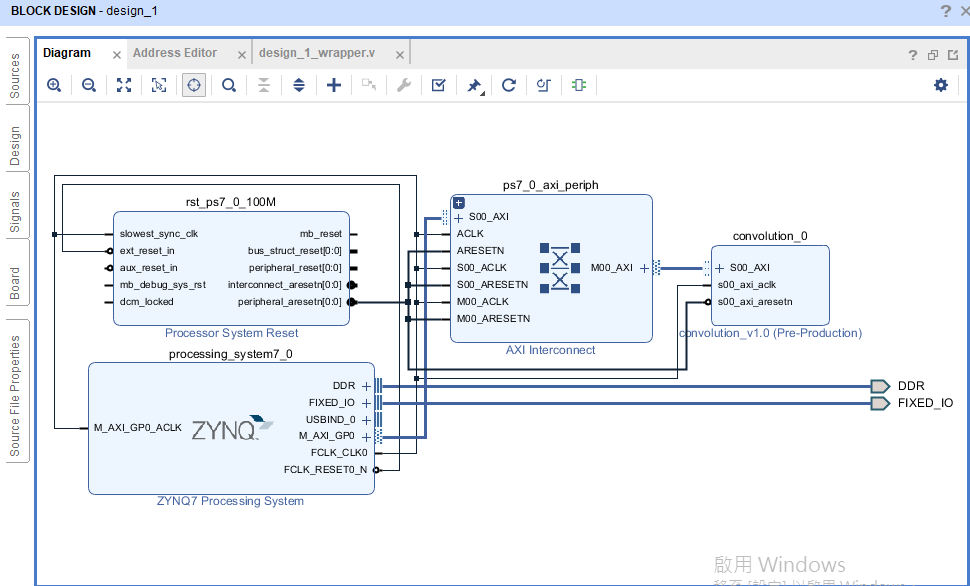 BLOCK DESIGN - design_1
Diagram
Address Editor
design_1_wrapper.v
Sources
Design
Signals
Board
Source File Properties
rst_ps7_0_100M
slowest_sync_clk
ext_reset_in
aux_reset_in
mb_debug_sys_rst
dcm_locked
mb_reset
bus_struct_reset[0:0]
peripheral_reset[0:0]
interconnect_aresetn[0:0]
peripheral_aresetn[0:0]
Processor System Reset
ps7_0_axi_periph
S00_AXI
ACLK
ARESETN
S00_ACLK
S00_ARESETN
M00_ACLK
M00_ARESETN
M00_AXI
AXI Interconnect
convolution_0
S00_AXI
s00_axi_aclk
s00_axi_aresetn
convolution_v1.0 (Pre-Production)
processing_system7_0
M_AXI_GP0_ACLK
ZYNQ
DDR
FIXED_IO
USBIND_0
M_AXI_GP0
FCLK_CLK0
FCLK_RESET0_N
ZYNQ7 Processing System
DDR
FIXED_IO
啟用 Windows